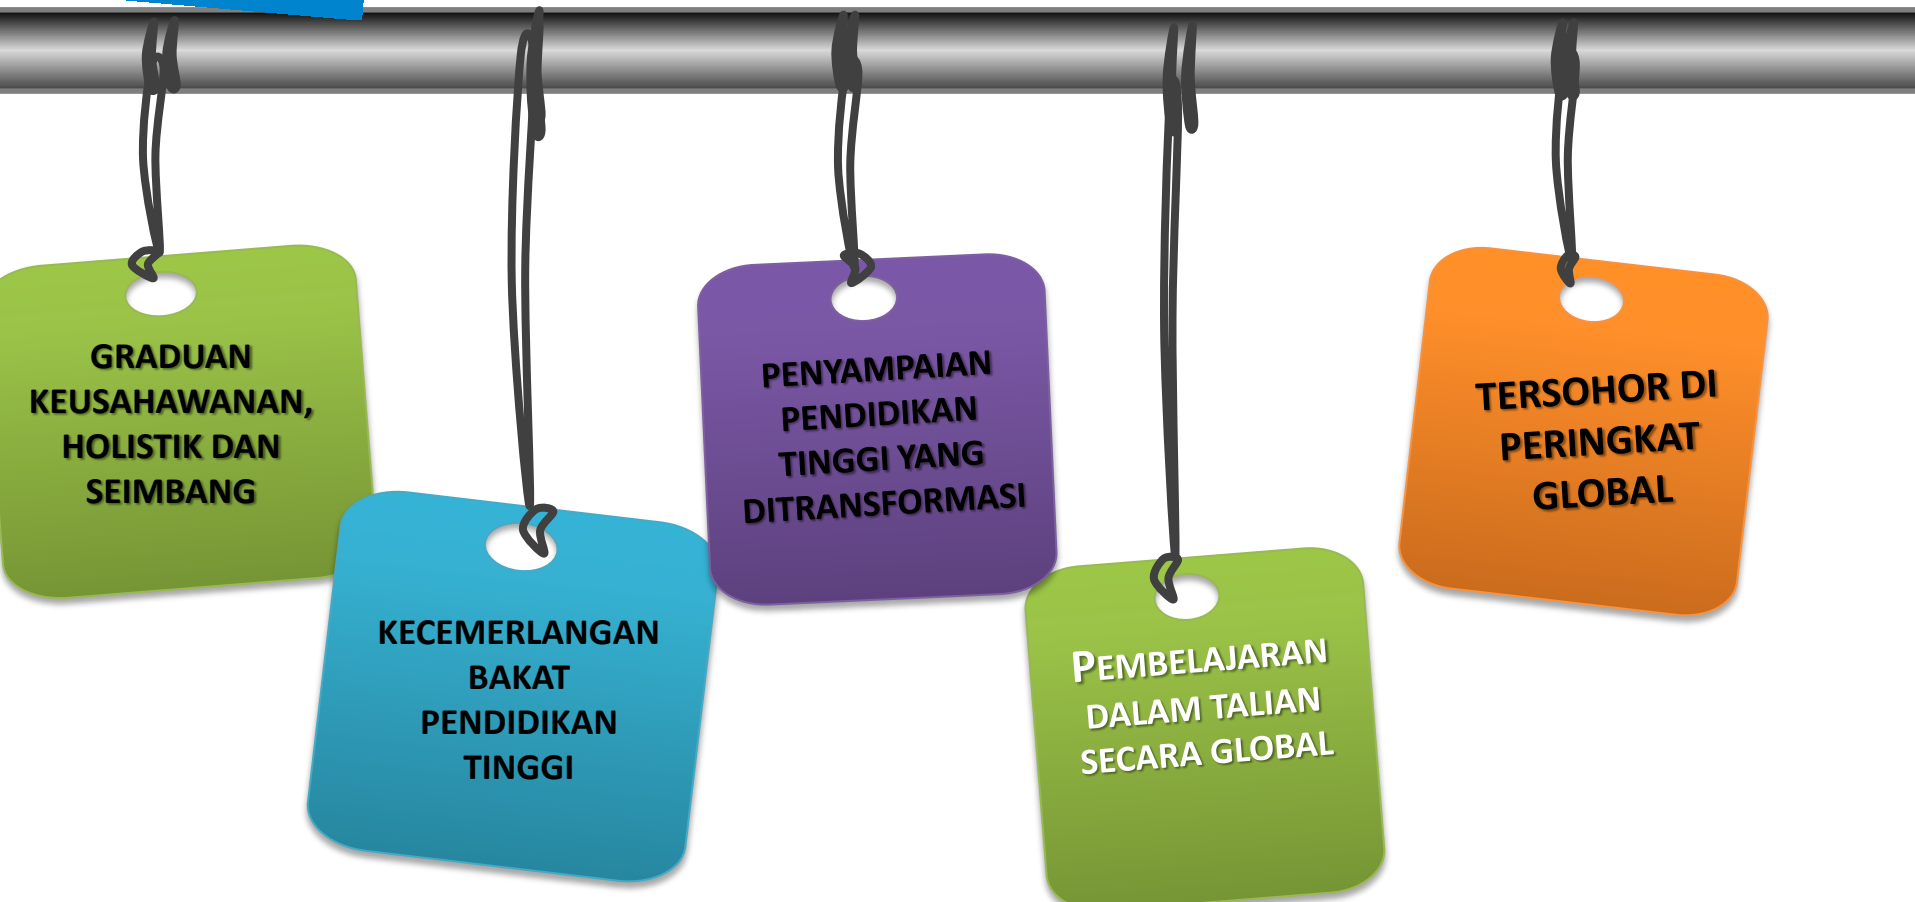 GRADUAN
KEUSAHAWANAN,
HOLISTIK DAN
SEIMBANG
KECEMERLANGAN
BAKAT
PENDIDIKAN
TINGGI
PENYAMPAIAN
PENDIDIKAN
TINGGI YANG
DITRANSFORMASI
PEMBELAJARAN
DALAM TALIAN
SECARA GLOBAL
TERSOHOR DI
PERINGKAT
GLOBAL